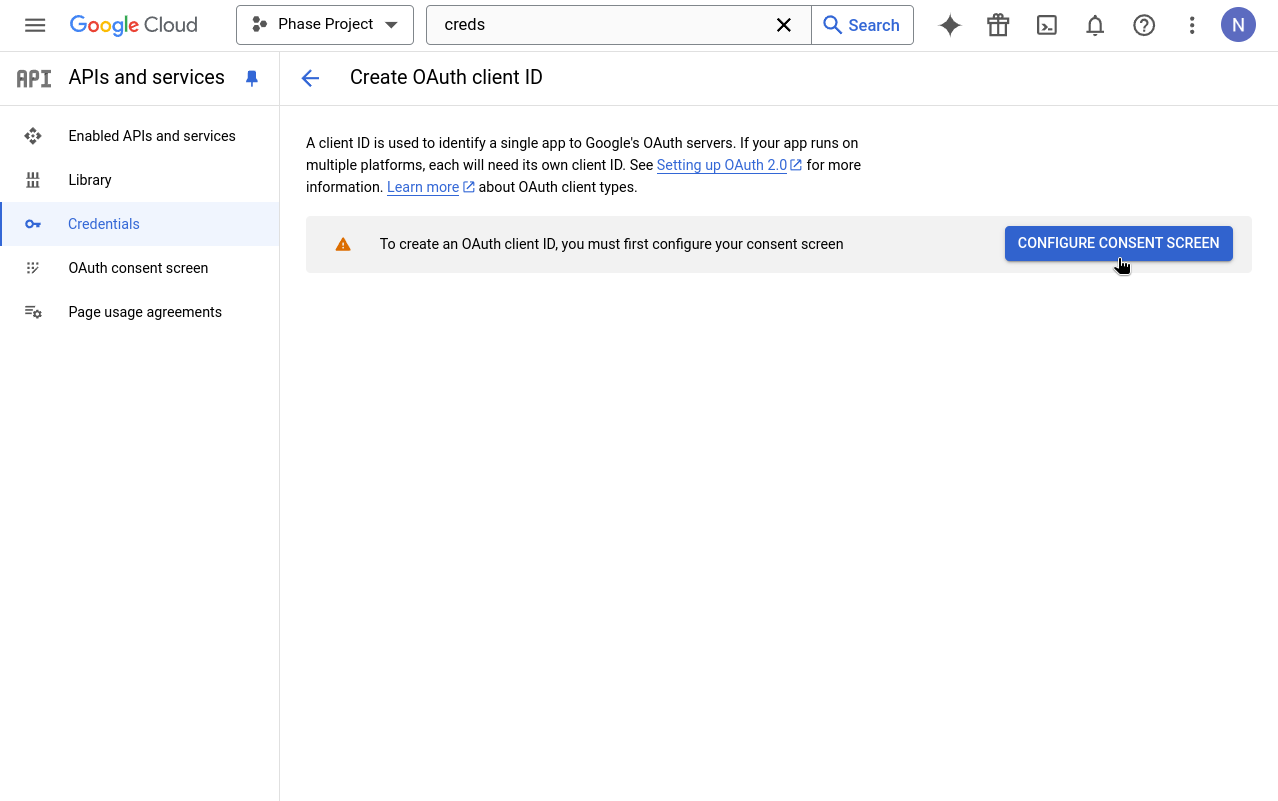 Google Cloud
Phase Project
creds
Search
N
API
APIs and services
Create OAuth client ID
Enabled APIs and services
Library
Credentials
OAuth consent screen
Page usage agreements
A client ID is used to identify a single app to Google's OAuth servers. If your app runs on
multiple platforms, each will need its own client ID. See Setting up OAuth 2.0 for more
information. Learn more about OAuth client types.
To create an OAuth client ID, you must first configure your consent screen
CONFIGURE CONSENT SCREEN